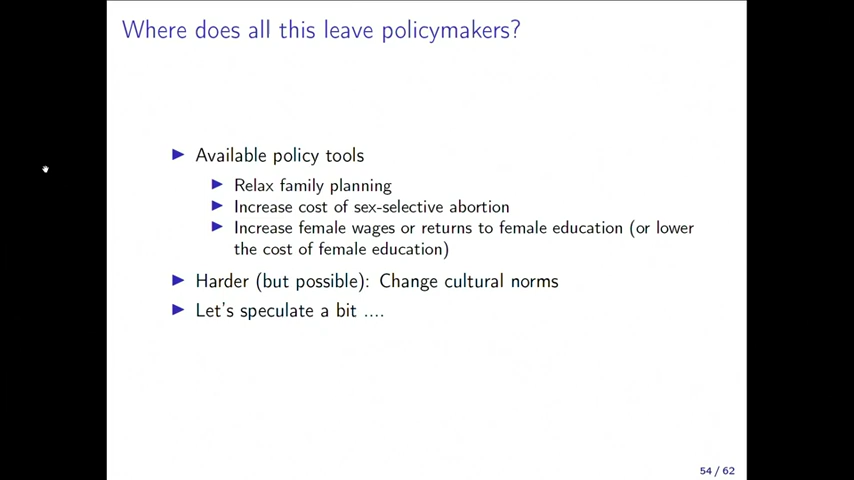 Where does all this leave policymakers?
Available policy tools
Relax family planning
Increase cost of sex-selective abortion
Increase female wages or returns to female education (or lower
the cost of female education)
Harder (but possible): Change cultural norms
Let's speculate a bit ....
54 / 62